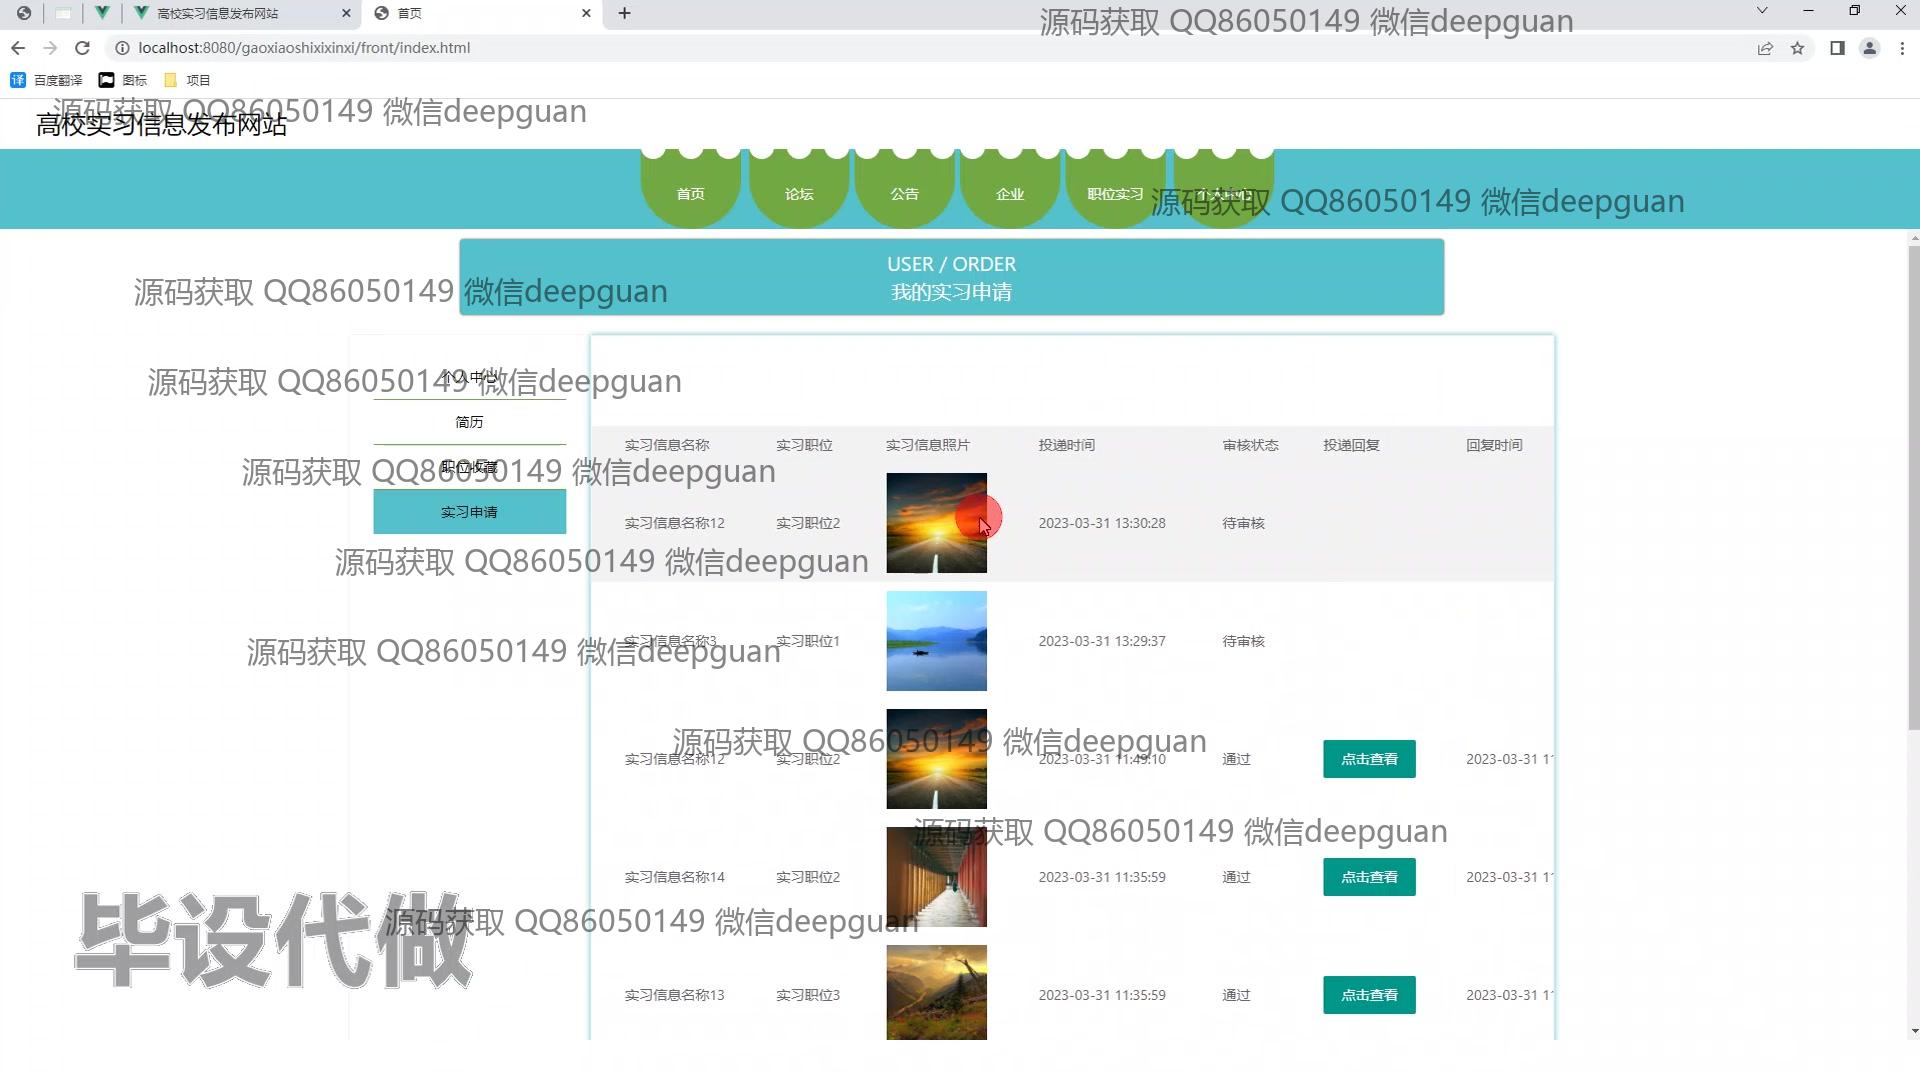 高校实习信息发布网站
首页
源码获取 QQ86050149 微信deepguan
localhost:8080/gaoxiaoshixixinxi/front/index.html
百度翻译 图标 项目
源码获取 QQ86050149 微信deepguan
高校实习信息发布网站
首页 论坛 公告 企业 职位实习 个人中心
源码获取 QQ86050149 微信deepguan
USER / ORDER
我的实习申请
源码获取 QQ86050149 微信deepguan
个人中心
源码获取 QQ86050149 微信deepguan
简历
实习信息名称 实习职位 实习信息照片 投递时间 审核状态 投递回复 回复时间
职位收藏
源码获取 QQ86050149 微信deepguan
实习申请
实习信息名称12 实习职位2 2023-03-31 13:30:28 待审核
源码获取 QQ86050149 微信deepguan
实习信息名称3 实习职位1 2023-03-31 13:29:37 待审核
源码获取 QQ86050149 微信deepguan
源码获取 QQ86050149 微信deepguan
实习信息名称12 实习职位2 2023-03-31 11:49:10 通过 点击查看 2023-03-31 1
源码获取 QQ86050149 微信deepguan
实习信息名称14 实习职位2 2023-03-31 11:35:59 通过 点击查看 2023-03-31 1
源码获取 QQ86050149 微信deepguan
毕设代做
实习信息名称13 实习职位3 2023-03-31 11:35:59 通过 点击查看 2023-03-31 1